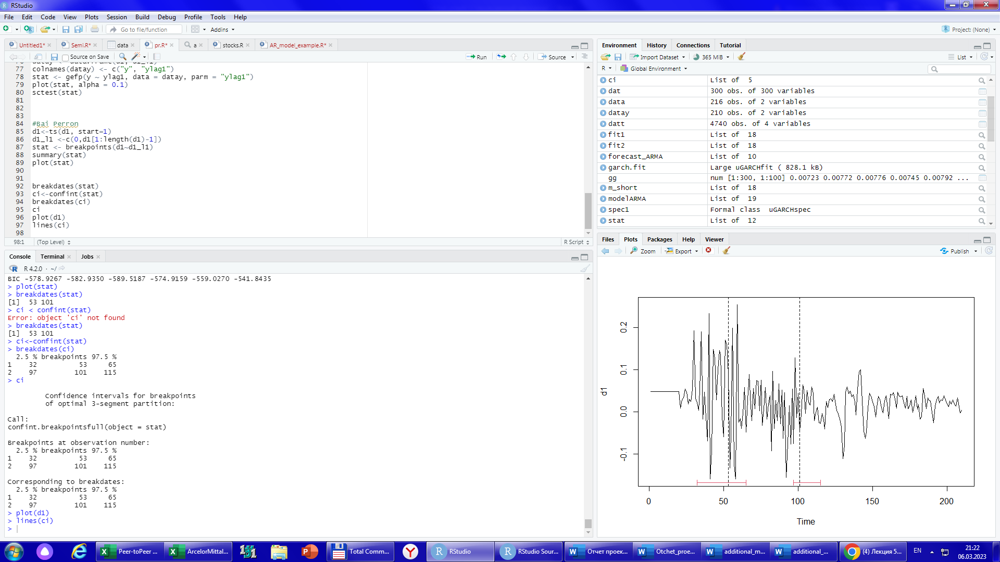 RStudio
File Edit Code View Plots Session Build Debug Profile Tools Help
Go to file/function Addins Project: (None)
Untitled1* Semi.R* data pr.R* a stocks.R AR_model_example.R*
Source on Save Run Source
77 colnames(datay) <- c("y", "ylag1")
78 stat <- gefp(y ~ ylag1, data = datay, parm = "ylag1")
79 plot(stat, alpha = 0.1)
80 sctest(stat)
81
82
83
84 #Bai Perron
85 d1<-ts(d1, start=1)
86 d1_l1 <-c(0,d1[1:length(d1)-1])
87 stat <- breakpoints(d1~d1_l1)
88 summary(stat)
89 plot(stat)
90
91
92 breakdates(stat)
93 ci<-confint(stat)
94 breakdates(ci)
95 ci
96 plot(d1)
97 lines(ci)
98
98:1 (Top Level) R Script
Console Terminal Jobs
R 4.2.0 · ~/
BIC -578.9267 -582.9350 -589.5187 -574.9159 -559.0270 -541.8435
> plot(stat)
> breakdates(stat)
[1] 53 101
> ci < confint(stat)
Error: object 'ci' not found
> breakdates(stat)
[1] 53 101
> ci<-confint(stat)
> breakdates(ci)
2.5 % breakpoints 97.5 %
1 32 53 65
2 97 101 115
> ci
Confidence intervals for breakpoints
of optimal 3-segment partition:
Call:
confint.breakpointsfull(object = stat)
Breakpoints at observation number:
2.5 % breakpoints 97.5 %
1 32 53 65
2 97 101 115
Corresponding to breakdates:
2.5 % breakpoints 97.5 %
1 32 53 65
2 97 101 115
> plot(d1)
> lines(ci)
>
Environment History Connections Tutorial
Import Dataset 365 MiB List
R Global Environment
ci List of 5
dat 300 obs. of 300 variables
data 216 obs. of 2 variables
datay 210 obs. of 2 variables
datt 4740 obs. of 4 variables
fit1 List of 18
fit2 List of 18
forecast_ARMA List of 10
garch.fit Large uGARCHfit ( 828.1 kB)
gg num [1:300, 1:100] 0.00723 0.00772 0.00776 0.00745 0.00792 ...
m_short List of 18
modelARMA List of 19
spec1 Formal class uGARCHspec
stat List of 12
Files Plots Packages Help Viewer
Zoom Export Publish
0.2
0.1
0.0
-0.1
d1
0 50 100 150 200
Time
Peer-toPeer ... ArcelorMittal... Total Comm... RStudio RStudio Sour... Отчет проек... Otchet_proe... additional_m... additional_... (4) Лекция 5... EN 21:22
06.03.2023